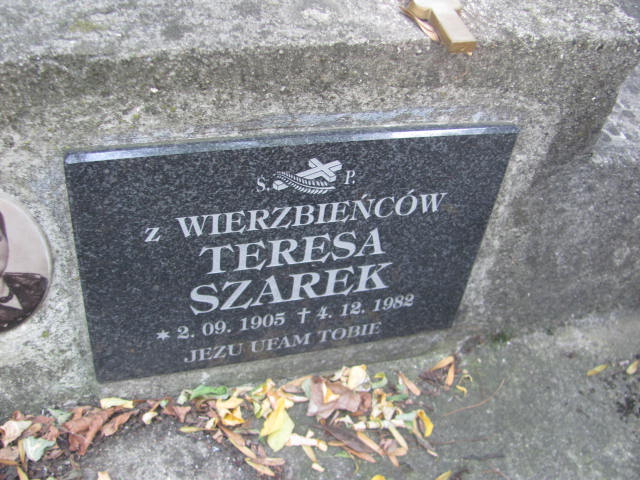 Ś. P.
z WIERZBIEŃCÓW
TERESA
SZAREK
* 2. 09. 1905 † 4. 12. 1982
JEZU UFAM TOBIE